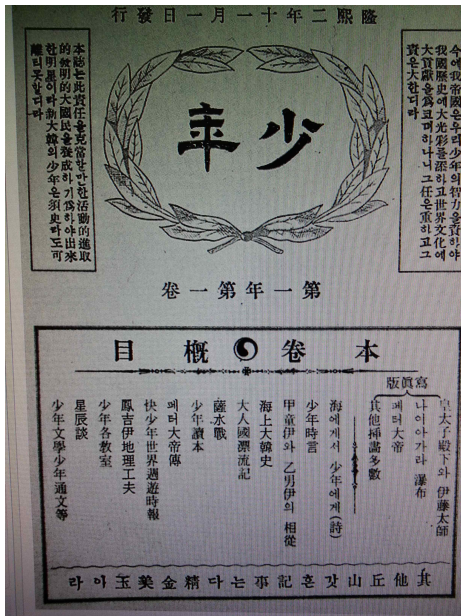 隆熙二年十一月一日發行
今에我帝國은우리少年의智力을資하야
我國歷史에大光彩를添하고世界文化에
大貢獻을爲코뎌하나니그任은重하고그
責은大한디라
少年
本誌는此責任을克當할만한活動的進取
的發明的大國民을養成하기爲하야出來
한明星이라新大韓의少年은須臾라도可
離티못할디라
第一年第一卷
本卷槪目
寫眞版
皇太子殿下와 伊藤太師
나이아가라 瀑布
페터大帝
其他揷畵多數
海에게서 少年에게(詩)
少年時言
甲童伊와 乙男伊의 相從
海上大韓史
大人國漂流記
薩水戰
少年讀本
페터大帝傳
快少年世界週遊時報
鳳吉伊地理工夫
少年各敎室
星辰談
少年文學少年通文等
其他丘山갓흔記事는다精金美玉아라